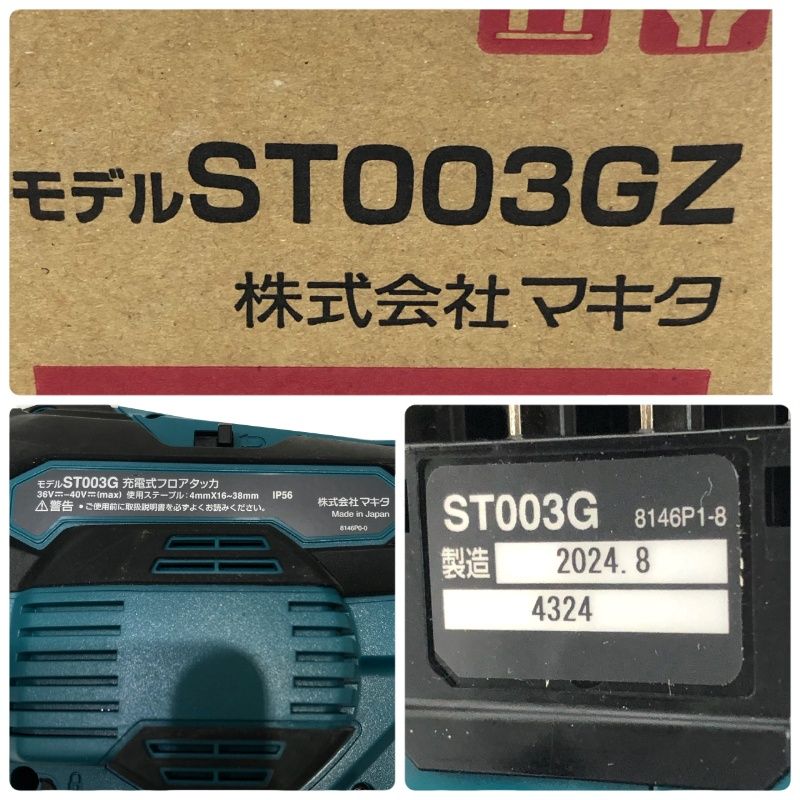 モデルST003GZ
株式会社マキタ
モデルST003G 充電式フロアタッカ
36V⎓-40V⎓(max) 使用ステープル:4mmX16~38mm IP56
⚠警告 •ご使用前に取扱説明書を必ずよくお読みください。
株式会社マキタ
Made in Japan
8146P0-0
ST003G 8146P1-8
製造 2024.8
4324